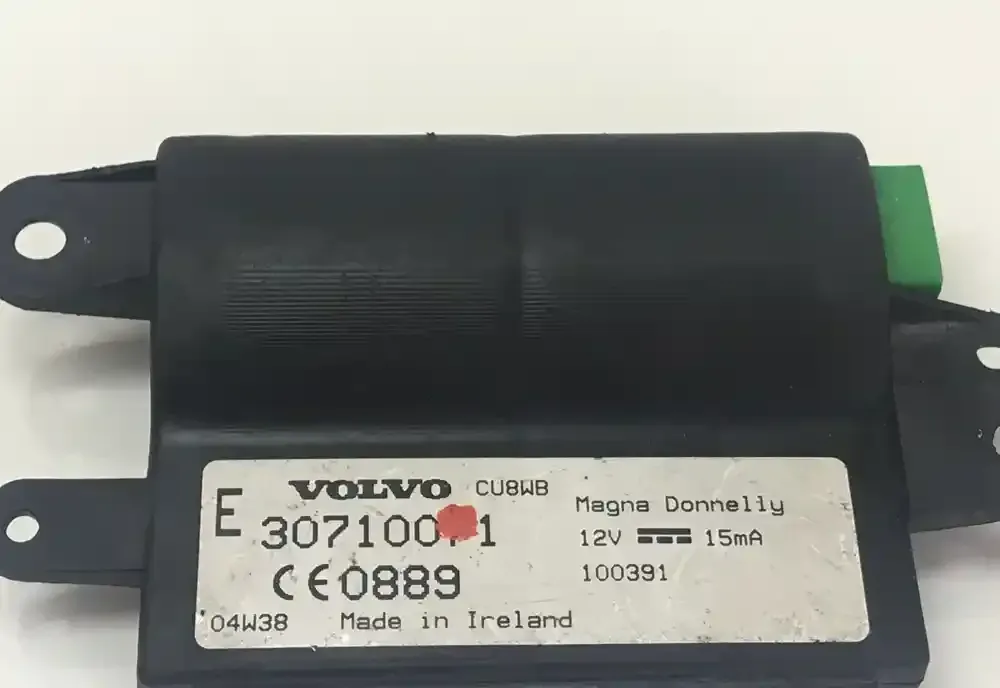 VOLVO CU8WB
E
CE0889
'04W38 Made in Ireland
Magna Donnelly
12V 15mA
100391